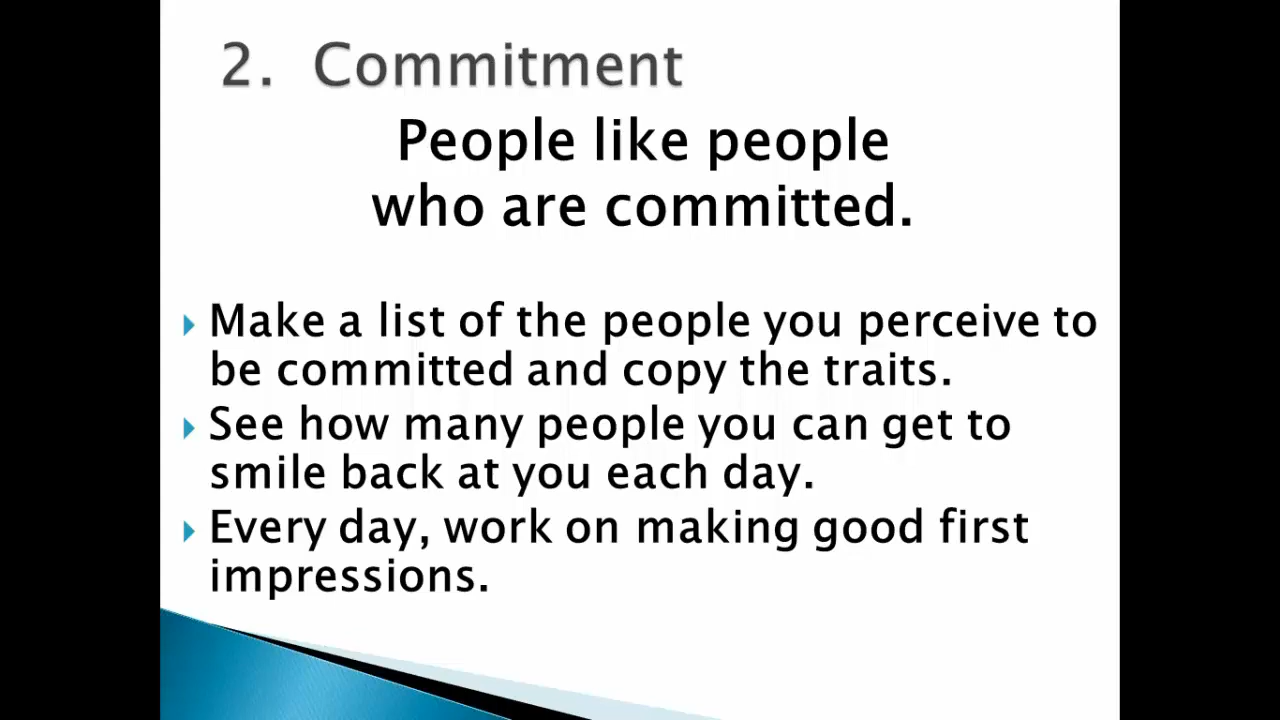 2. Commitment
People like people
who are committed.
Make a list of the people you perceive to
be committed and copy the traits.
See how many people you can get to
smile back at you each day.
Every day, work on making good first
impressions.